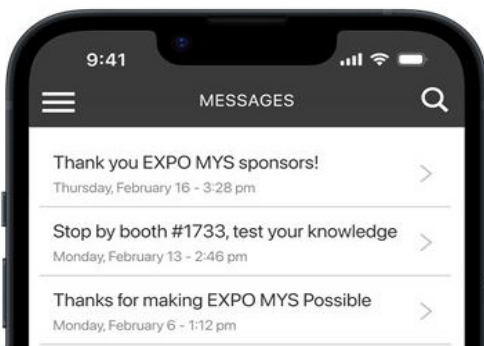 9:41
MESSAGES
Thank you EXPO MYS sponsors!
Thursday, February 16 - 3:28 pm
Stop by booth #1733, test your knowledge
Monday, February 13 - 2:46 pm
Thanks for making EXPO MYS Possible
Monday, February 6 - 1:12 pm